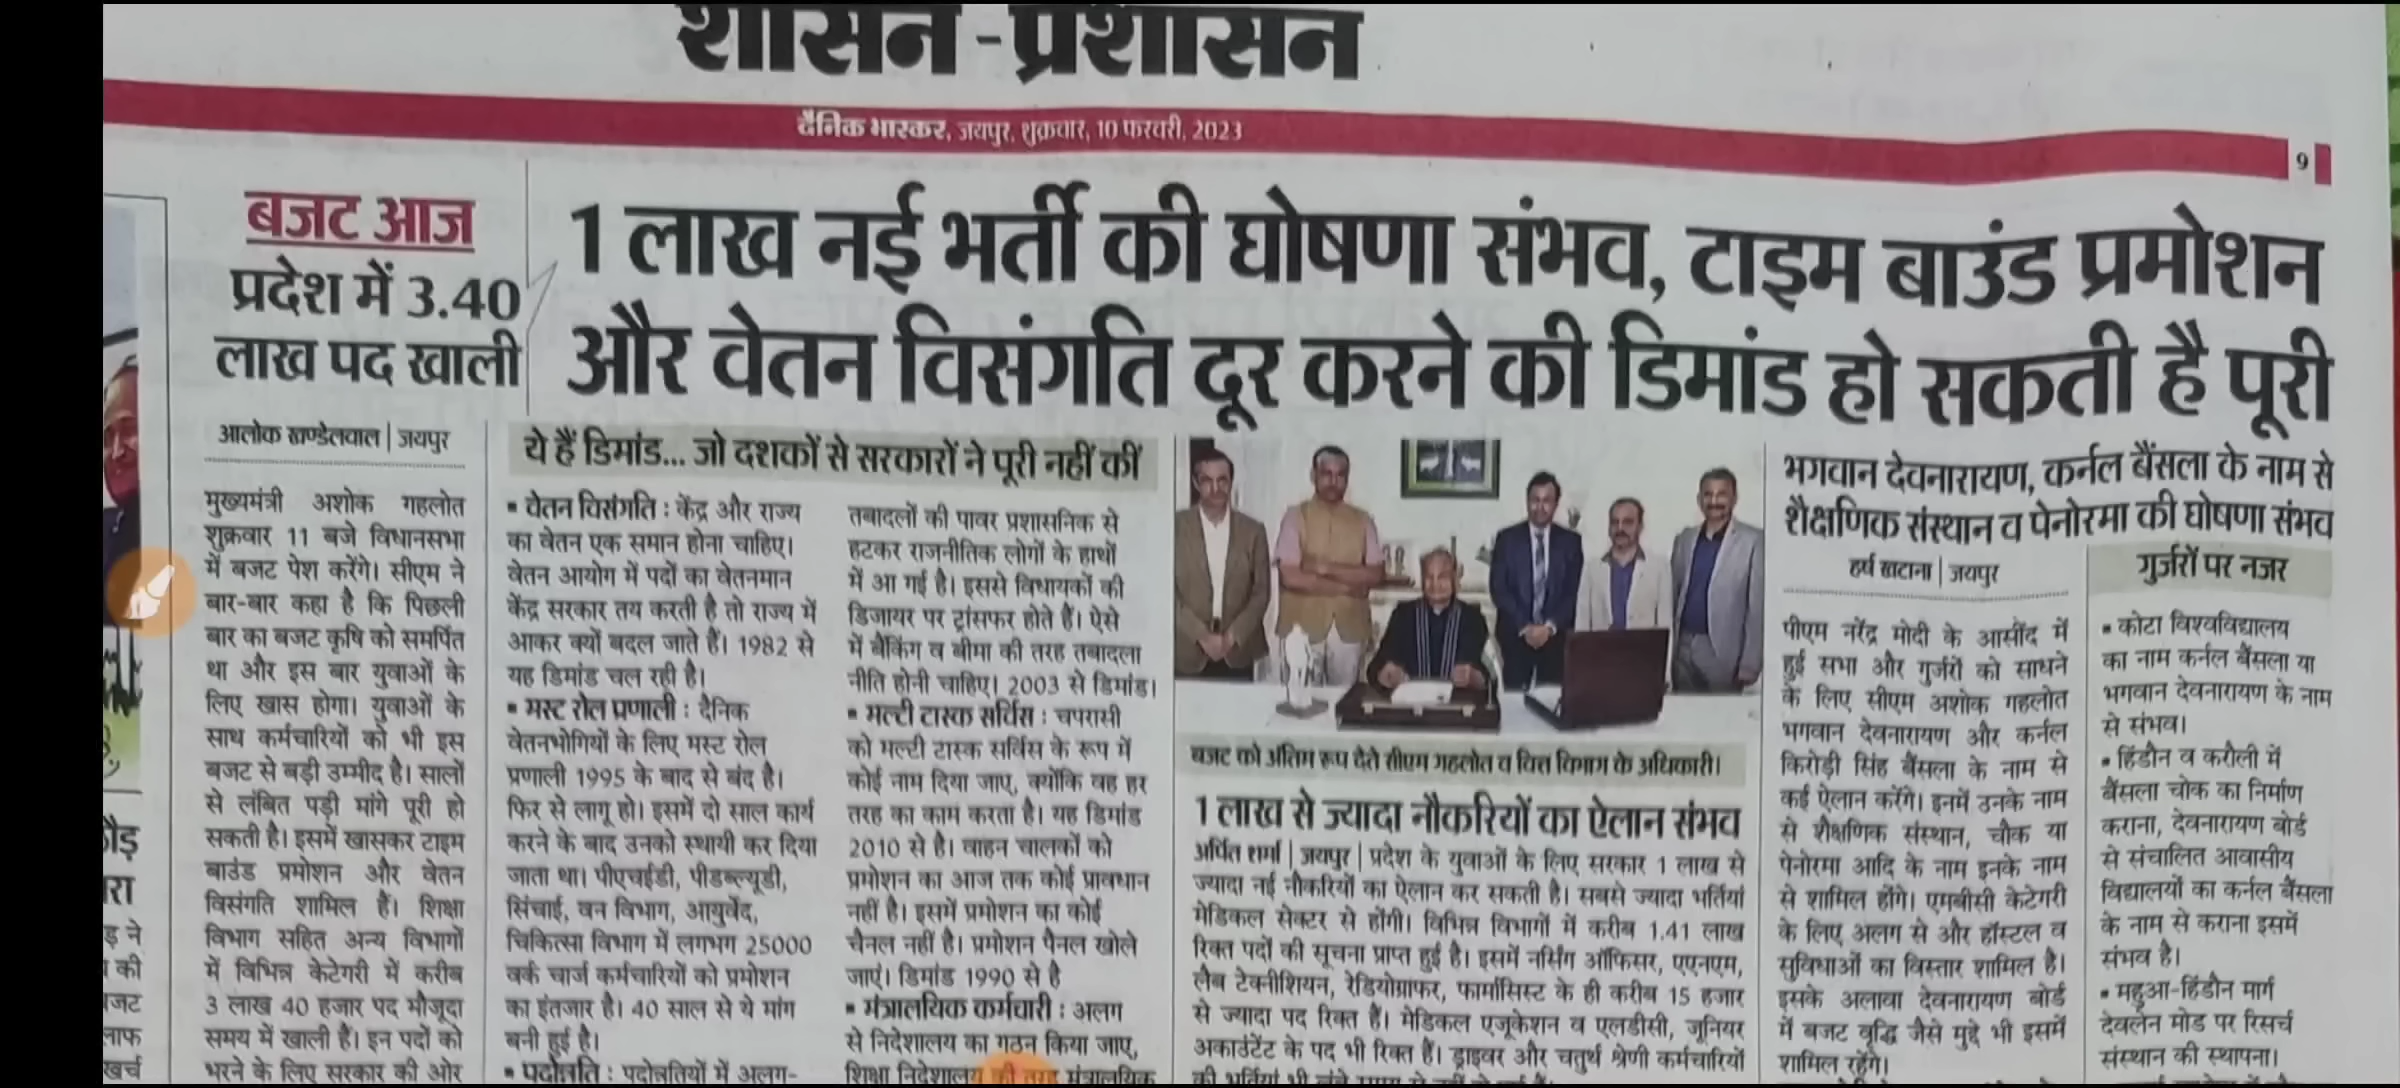 शासन-प्रशासन
दैनिक भास्कर, जयपुर, शुक्रवार, 10 फरवरी, 2023
9
बजट आज
प्रदेश में 3.40
लाख पद खाली
1 लाख नई भर्ती की घोषणा संभव, टाइम बाउंड प्रमोशन
और वेतन विसंगति दूर करने की डिमांड हो सकती है पूरी
आलोक खण्डेलवाल | जयपुर
मुख्यमंत्री अशोक गहलोत
शुक्रवार 11 बजे विधानसभा
में बजट पेश करेंगे। सीएम ने
बार-बार कहा है कि पिछली
बार का बजट कृषि को समर्पित
था और इस बार युवाओं के
लिए खास होगा। युवाओं के
साथ कर्मचारियों को भी इस
बजट से बड़ी उम्मीद है। सालों
से लंबित पड़ी मांगे पूरी हो
सकती है। इसमें खासकर टाइम
बाउंड प्रमोशन और वेतन
विसंगति शामिल हैं। शिक्षा
विभाग सहित अन्य विभागों
में विभिन्न केटेगरी में करीब
3 लाख 40 हजार पद मौजूदा
समय में खाली हैं। इन पदों को
भरने के लिए सरकार की ओर
ये हैं डिमांड... जो दशकों से सरकारों ने पूरी नहीं कीं
▪ वेतन विसंगति : केंद्र और राज्य
का वेतन एक समान होना चाहिए।
वेतन आयोग में पदों का वेतनमान
केंद्र सरकार तय करती है तो राज्य में
आकर क्यों बदल जाते हैं। 1982 से
यह डिमांड चल रही है।
▪ मस्ट रोल प्रणाली : दैनिक
वेतनभोगियों के लिए मस्ट रोल
प्रणाली 1995 के बाद से बंद है।
फिर से लागू हो। इसमें दो साल कार्य
करने के बाद उनको स्थायी कर दिया
जाता था। पीएचईडी, पीडब्ल्यूडी,
सिंचाई, वन विभाग, आयुर्वेद,
चिकित्सा विभाग में लगभग 25000
वर्क चार्ज कर्मचारियों को प्रमोशन
का इंतजार है। 40 साल से ये मांग
बनी हुई है।
▪ पदोन्नति : पदोन्नतियों में अलग-
तबादलों की पावर प्रशासनिक से
हटकर राजनीतिक लोगों के हाथों
में आ गई है। इससे विधायकों की
डिजायर पर ट्रांसफर होते हैं। ऐसे
में बैंकिंग व बीमा की तरह तबादला
नीति होनी चाहिए। 2003 से डिमांड।
▪ मल्टी टास्क सर्विस : चपरासी
को मल्टी टास्क सर्विस के रूप में
कोई नाम दिया जाए, क्योंकि वह हर
तरह का काम करता है। यह डिमांड
2010 से है। वाहन चालकों को
प्रमोशन का आज तक कोई प्रावधान
नहीं है। इसमें प्रमोशन का कोई
चैनल नहीं है। प्रमोशन पैनल खोले
जाएं। डिमांड 1990 से है
▪ मंत्रालयिक कर्मचारी : अलग
से निदेशालय का गठन किया जाए,
शिक्षा निदेशालय की तरह मंत्रालयिक
बजट को अंतिम रूप देते सीएम गहलोत व वित्त विभाग के अधिकारी।
1 लाख से ज्यादा नौकरियों का ऐलान संभव
अर्पित शर्मा | जयपुर | प्रदेश के युवाओं के लिए सरकार 1 लाख से
ज्यादा नई नौकरियों का ऐलान कर सकती है। सबसे ज्यादा भर्तियां
मेडिकल सेक्टर से होंगी। विभिन्न विभागों में करीब 1.41 लाख
रिक्त पदों की सूचना प्राप्त हुई है। इसमें नर्सिंग ऑफिसर, एएनएम,
लैब टेक्नीशियन, रेडियोग्राफर, फार्मासिस्ट के ही करीब 15 हजार
से ज्यादा पद रिक्त हैं। मेडिकल एजूकेशन व एलडीसी, जूनियर
अकाउंटेंट के पद भी रिक्त हैं। ड्राइवर और चतुर्थ श्रेणी कर्मचारियों
की भर्तियां भी
भगवान देवनारायण, कर्नल बैंसला के नाम से
शैक्षणिक संस्थान व पेनोरमा की घोषणा संभव
हर्ष खटाना | जयपुर
पीएम नरेंद्र मोदी के आसींद में
हुई सभा और गुर्जरों को साधने
के लिए सीएम अशोक गहलोत
भगवान देवनारायण और कर्नल
किरोड़ी सिंह बैंसला के नाम से
कई ऐलान करेंगे। इनमें उनके नाम
से शैक्षणिक संस्थान, चौक या
पेनोरमा आदि के नाम इनके नाम
से शामिल होंगे। एमबीसी केटेगरी
के लिए अलग से और हॉस्टल व
सुविधाओं का विस्तार शामिल है।
इसके अलावा देवनारायण बोर्ड
में बजट वृद्धि जैसे मुद्दे भी इसमें
शामिल रहेंगे।
गुर्जरों पर नजर
▪ कोटा विश्वविद्यालय
का नाम कर्नल बैंसला या
भगवान देवनारायण के नाम
से संभव।
▪ हिंडौन व करौली में
बैंसला चोक का निर्माण
कराना, देवनारायण बोर्ड
से संचालित आवासीय
विद्यालयों का कर्नल बैंसला
के नाम से कराना इसमें
संभव है।
▪ महुआ-हिंडौन मार्ग
देवलेन मोड पर रिसर्च
संस्थान की स्थापना।